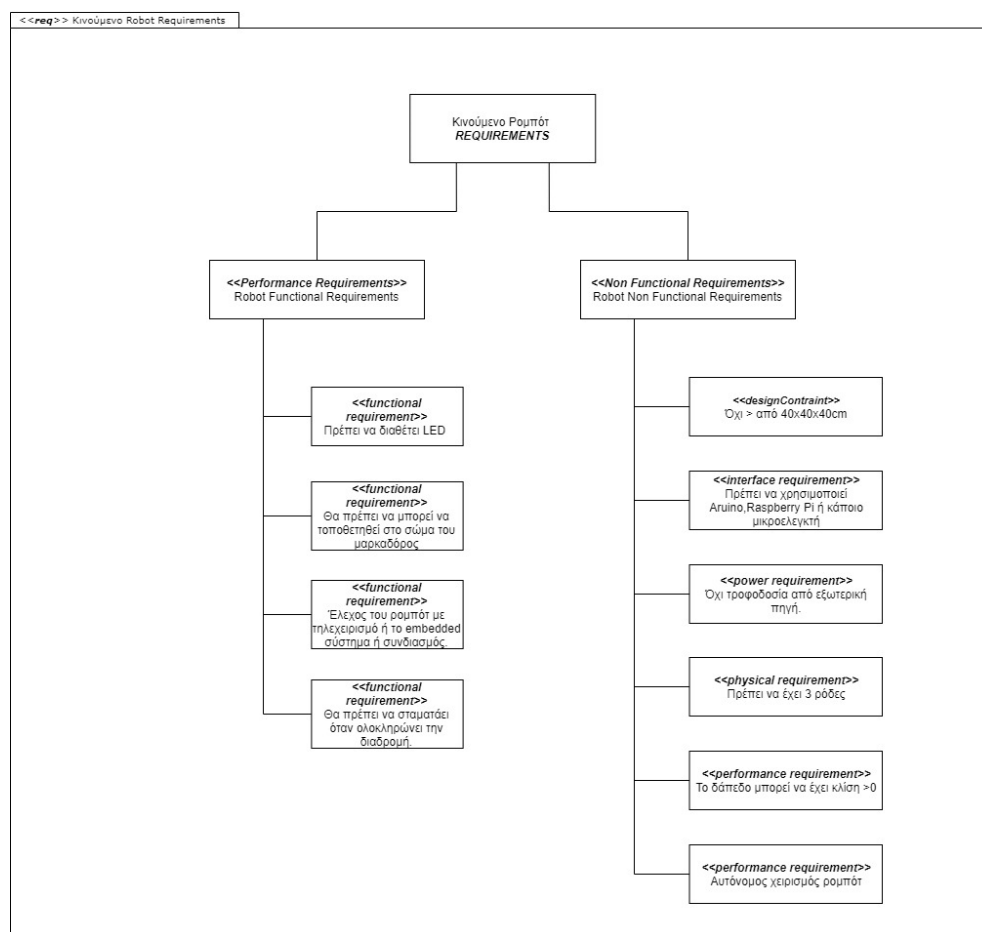 <<req>> Κινούμενο Robot Requirements
Κινούμενο Ρομπότ
REQUIREMENTS
<<Performance Requirements>>
Robot Functional Requirements
<<functional
requirement>>
Πρέπει να διαθέτει LED
<<functional
requirement>>
Θα πρέπει να μπορεί να
τοποθετηθεί στο σώμα του
μαρκαδόρος
<<functional
requirement>>
Έλεχος του ρομπότ με
τηλεχειρισμό ή το embedded
σύστημα ή συνδιασμός.
<<functional
requirement>>
Θα πρέπει να σταματάει
όταν ολοκληρώνει την
διαδρομή.
<<Non Functional Requirements>>
Robot Non Functional Requirements
<<designContraint>>
Όχι > από 40x40x40cm
<<interface requirement>>
Πρέπει να χρησιμοποιεί
Aruino,Raspberry Pi ή κάποιο
μικροελεγκτή
<<power requirement>>
Όχι τροφοδοσία από εξωτερική
πηγή.
<<physical requirement>>
Πρέπει να έχει 3 ρόδες
<<performance requirement>>
Το δάπεδο μπορεί να έχει κλίση >0
<<performance requirement>>
Αυτόνομος χειρισμός ρομπότ